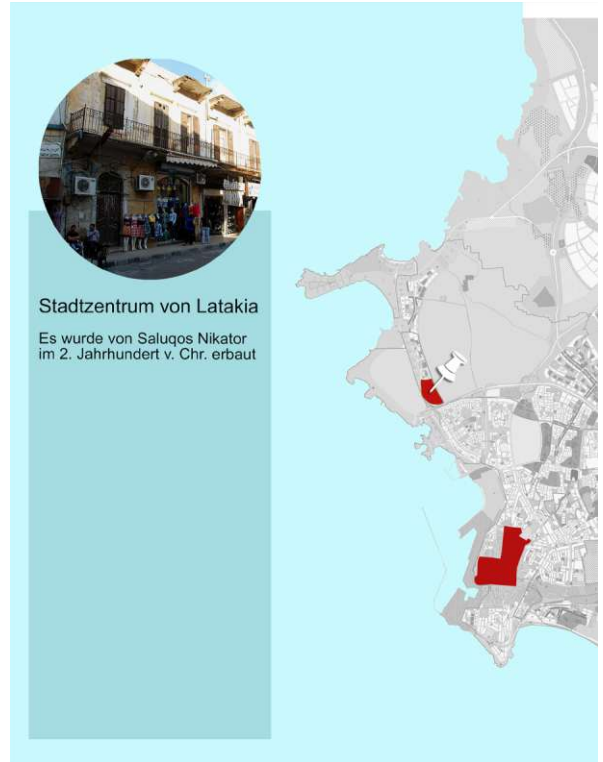 Stadtzentrum von Latakia
Es wurde von Saluqos Nikator
im 2. Jahrhundert v. Chr. erbaut